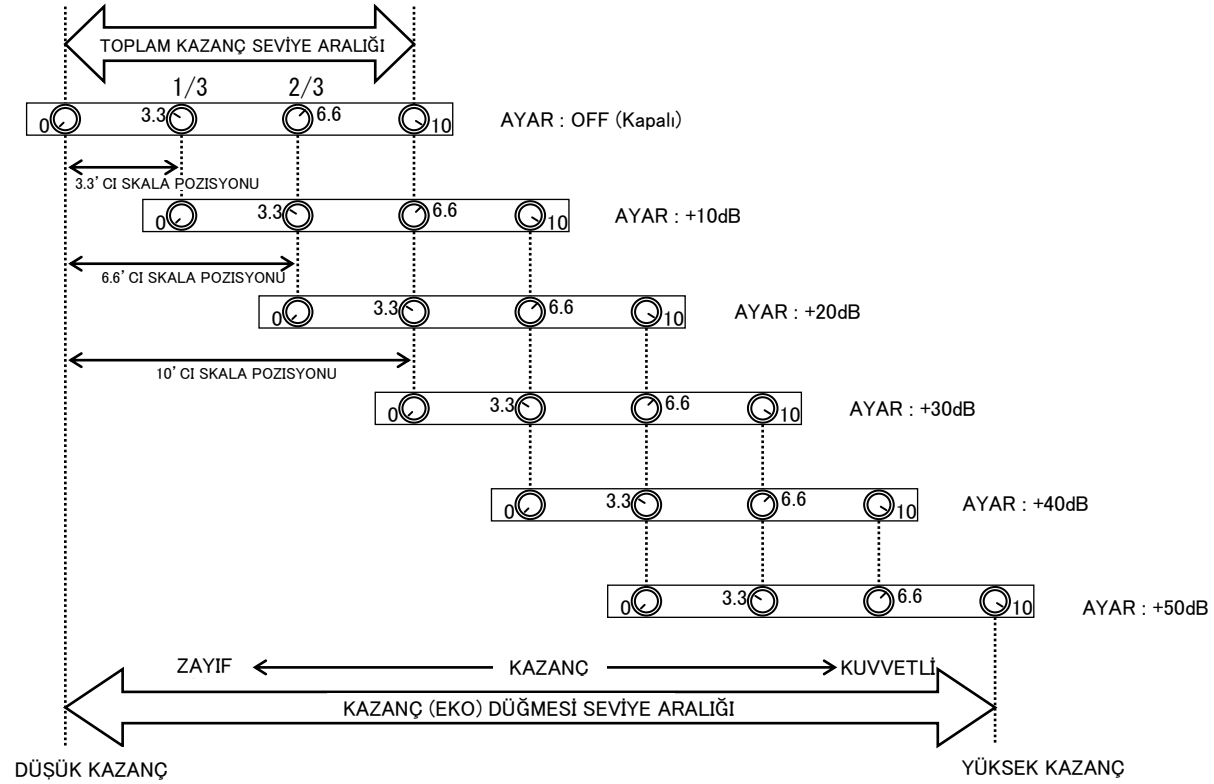 TOPLAM KAZANÇ SEVİYE ARALIĞI
1/3 2/3
0 3.3 6.6 10 AYAR : OFF (Kapalı)
3.3' CI SKALA POZISYONU
0 3.3 6.6 10 AYAR : +10dB
6.6' CI SKALA POZISYONU
0 3.3 6.6 10 AYAR : +20dB
10' CI SKALA POZISYONU
0 3.3 6.6 10 AYAR : +30dB
0 3.3 6.6 10 AYAR : +40dB
0 3.3 6.6 10 AYAR : +50dB
ZAYIF KAZANÇ KUVVETLİ
KAZANÇ (EKO) DÜĞMESİ SEVİYE ARALIĞI
DÜŞÜK KAZANÇ YÜKSEK KAZANÇ